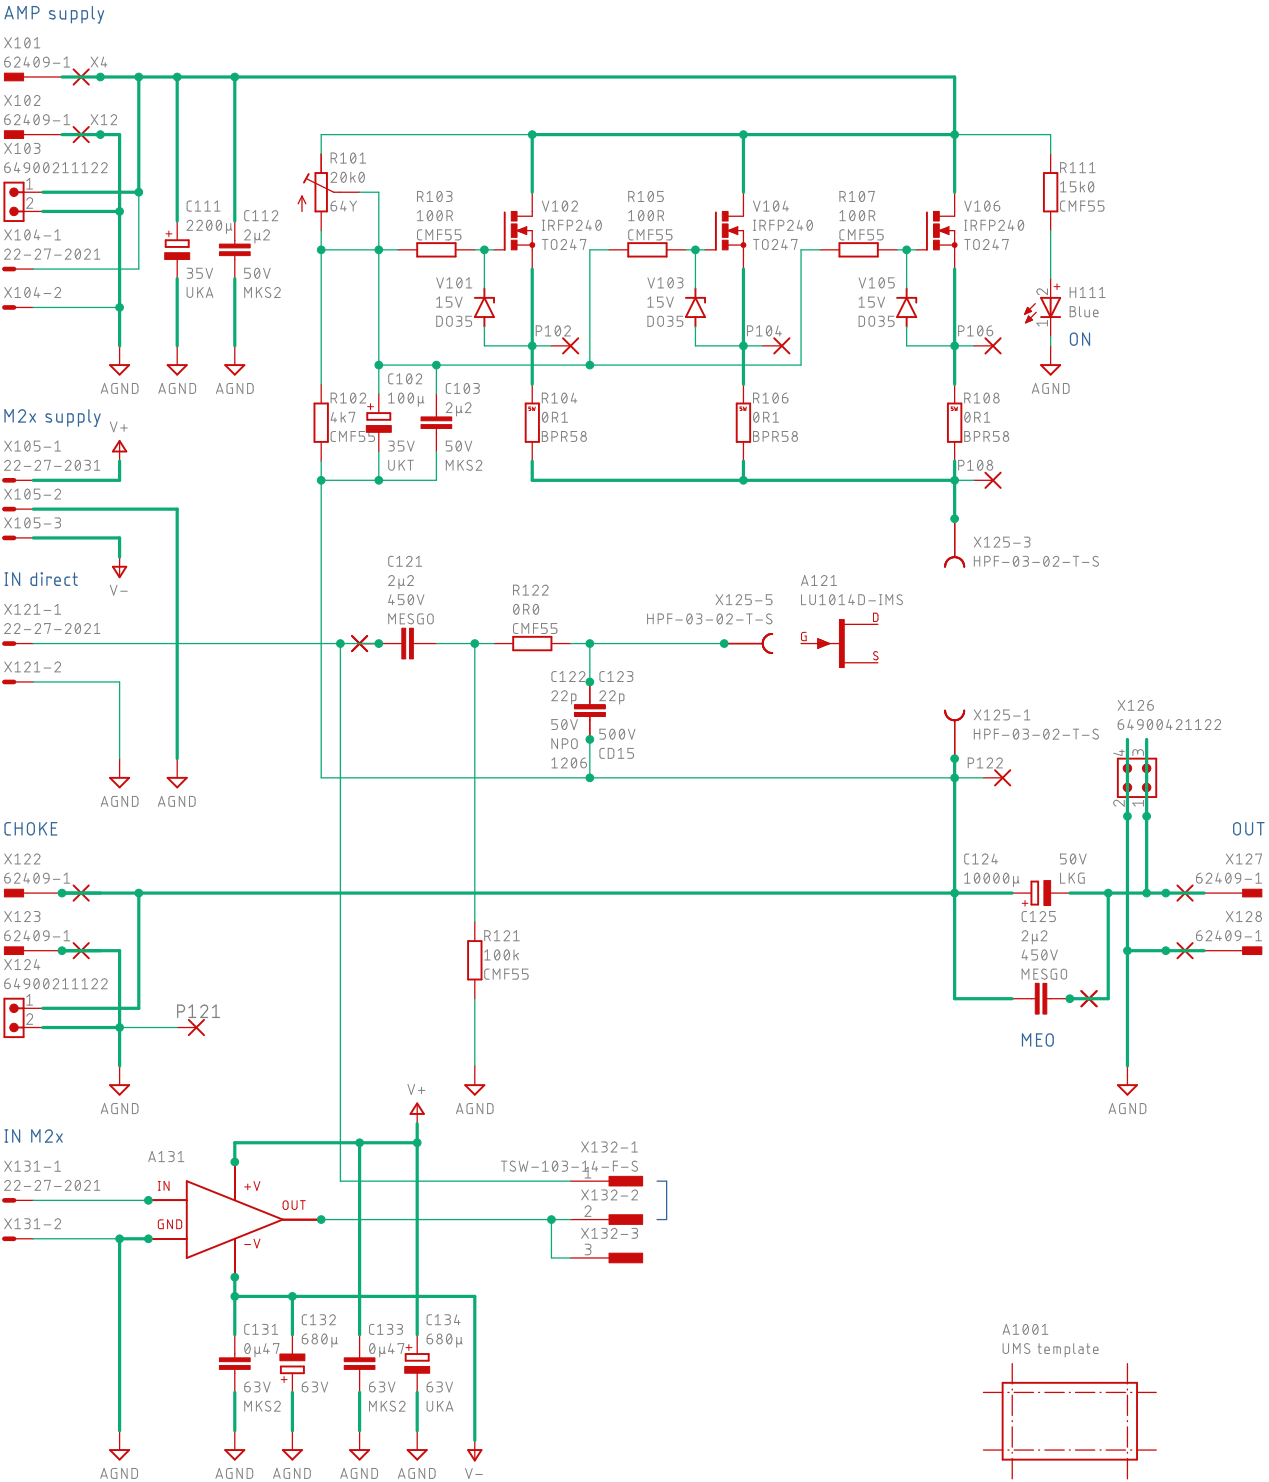 AMP supply
X101
62409-1
X4
X102
62409-1
X12
X103
64900211122
1
2
X104-1
22-27-2021
X104-2
C111
2200µ
+
35V
UKA
C112
2µ2
50V
MKS2
AGND
AGND
AGND
R101
20k0
64Y
R103
100R
CMF55
V102
IRFP240
TO247
R105
100R
CMF55
V104
IRFP240
TO247
R107
100R
CMF55
V106
IRFP240
TO247
R111
15k0
CMF55
V101
15V
DO35
P102
V103
15V
DO35
P104
V105
15V
DO35
P106
2
+
1
H111
Blue
ON
AGND
R102
4k7
CMF55
C102
100µ
+
35V
UKT
C103
2µ2
50V
MKS2
5W
R104
0R1
BPR58
5W
R106
0R1
BPR58
5W
R108
0R1
BPR58
P108
M2x supply
V+
X105-1
22-27-2031
X105-2
X105-3
V-
IN direct
X121-1
22-27-2021
X121-2
AGND
AGND
C121
2µ2
450V
MESGO
R122
0R0
CMF55
X125-5
HPF-03-02-T-S
A121
LU1014D-IMS
G
D
S
X125-3
HPF-03-02-T-S
C122
22p
50V
NPO
1206
C123
22p
500V
CD15
X125-1
HPF-03-02-T-S
P122
X126
64900421122
4
3
2
1
CHOKE
X122
62409-1
X123
62409-1
X124
64900211122
1
2
P121
AGND
R121
100k
CMF55
AGND
C124
10000µ
50V
LKG
+
C125
2µ2
450V
MESGO
MEO
OUT
X127
62409-1
X128
62409-1
AGND
IN M2x
X131-1
22-27-2021
X131-2
A131
IN
GND
+V
-V
OUT
V+
X132-1
TSW-103-14-F-S
1
X132-2
2
X132-3
3
C131
0µ47
63V
MKS2
C132
680µ
+
63V
C133
0µ47
63V
MKS2
C134
680µ
+
63V
UKA
AGND
AGND
AGND
AGND
AGND
V-
A1001
UMS template